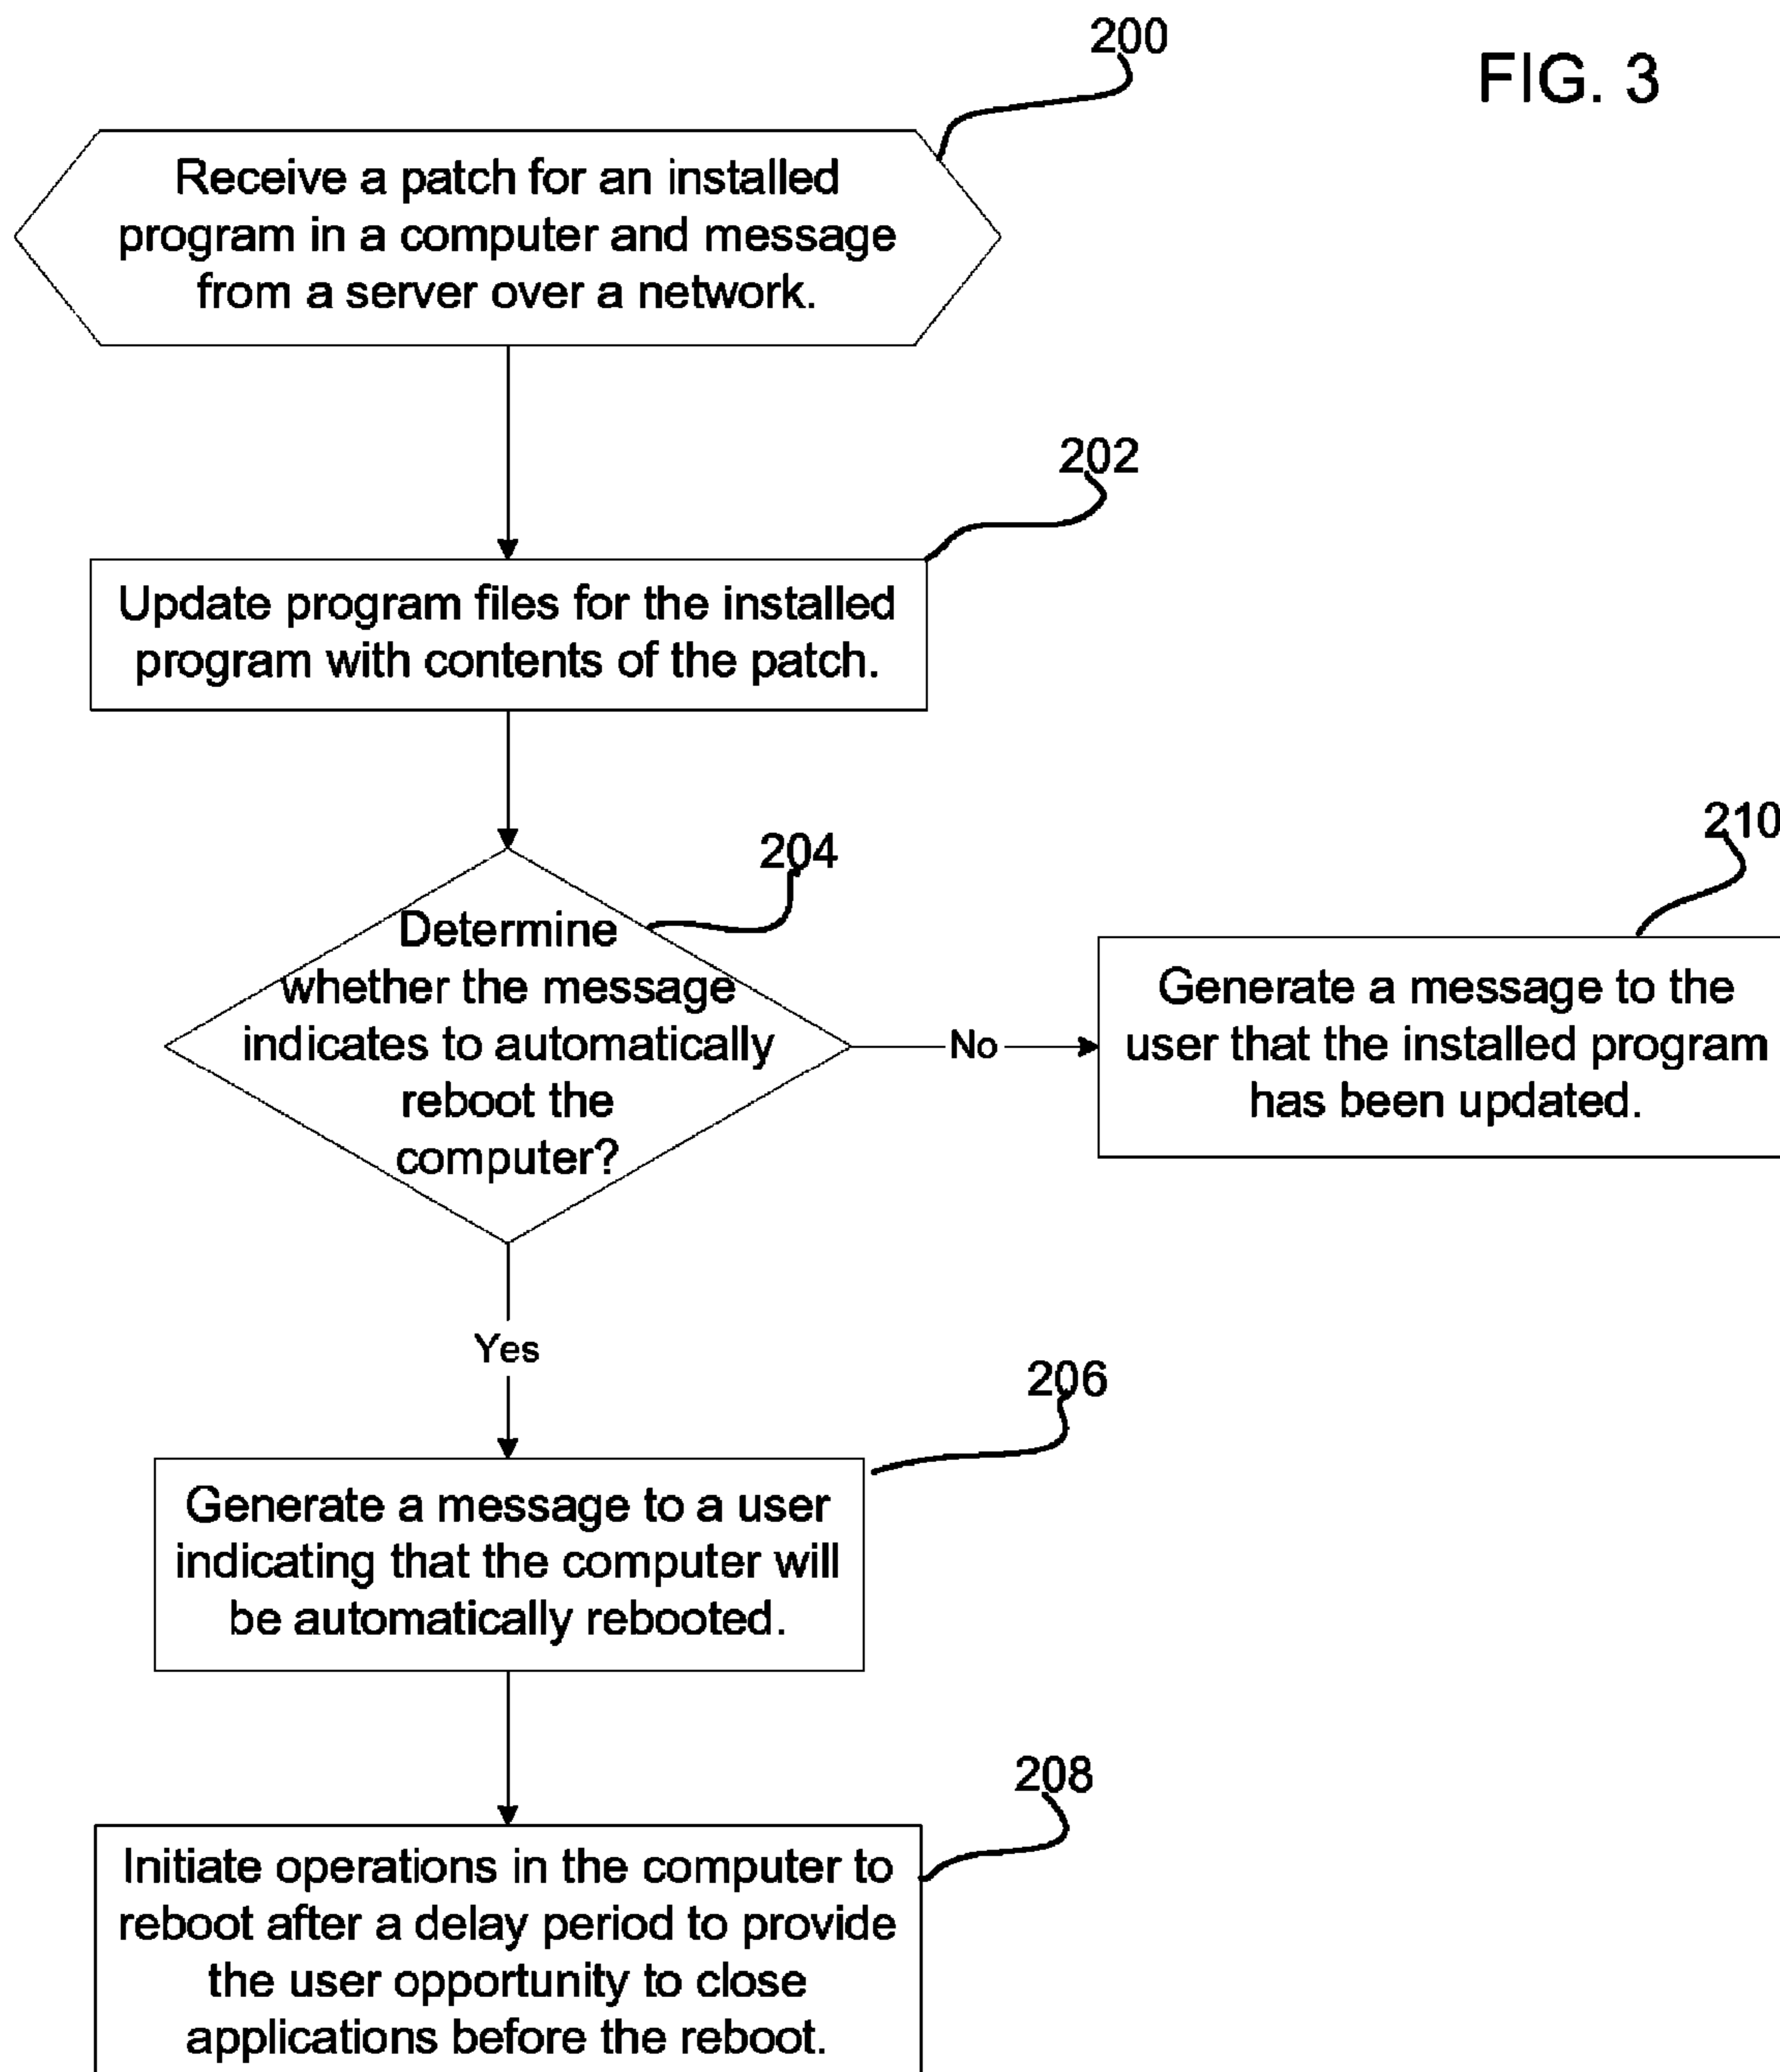 200
FIG. 3
Receive a patch for an installed
program in a computer and message
from a server over a network.
202
Update program files for the installed
program with contents of the patch.
204
Determine
whether the message
indicates to automatically
reboot the
computer?
No
210
Generate a message to the
user that the installed program
has been updated.
Yes
206
Generate a message to a user
indicating that the computer will
be automatically rebooted.
208
Initiate operations in the computer to
reboot after a delay period to provide
the user opportunity to close
applications before the reboot.